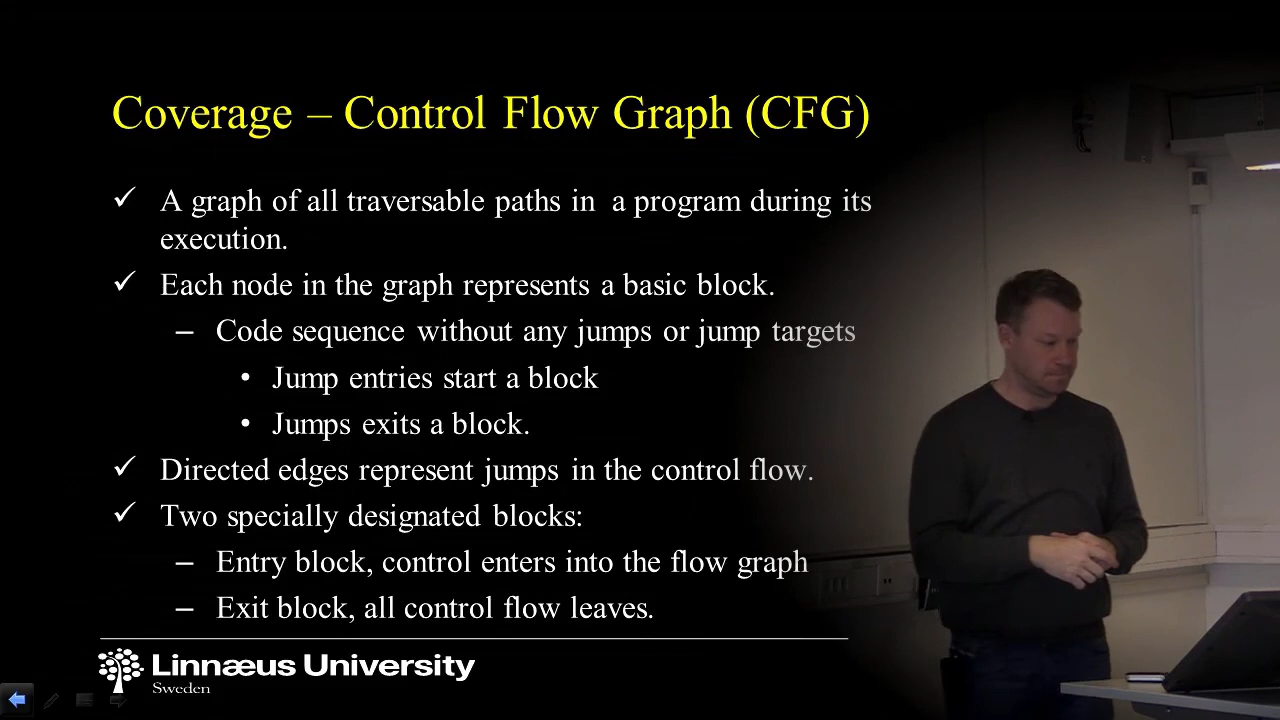 Coverage – Control Flow Graph (CFG)
✓ A graph of all traversable paths in a program during its
execution.
✓ Each node in the graph represents a basic block.
– Code sequence without any jumps or jump targets
• Jump entries start a block
• Jumps exits a block.
✓ Directed edges represent jumps in the control flow.
✓ Two specially designated blocks:
– Entry block, control enters into the flow graph
– Exit block, all control flow leaves.
Linnæus University
Sweden